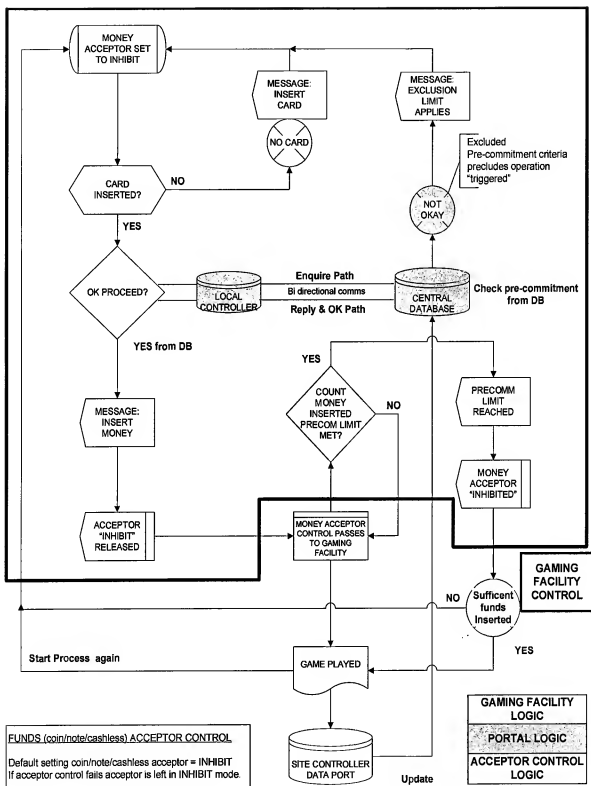 MONEY
ACCEPTOR SET
TO INHIBIT
MESSAGE:
INSERT
CARD
MESSAGE:
EXCLUSION
LIMIT
APPLIES
NO CARD
Excluded
Pre-commitment criteria
precludes operation
"triggered"
CARD
INSERTED?
NO
NOT
OKAY
YES
OK PROCEED?
LOCAL
CONTROLLER
Enquire Path
Bi directional comms
Reply & OK Path
CENTRAL
DATABASE
Check pre-commitment
from DB
YES from DB
YES
MESSAGE:
INSERT
MONEY
COUNT
MONEY
INSERTED
PRECOM LIMIT
MET?
NO
PRECOMM
LIMIT
REACHED
MONEY
ACCEPTOR
"INHIBITED"
ACCEPTOR
"INHIBIT"
RELEASED
MONEY ACCEPTOR
CONTROL PASSES
TO GAMING
FACILITY
GAMING
FACILITY
CONTROL
NO
Sufficent
funds
Inserted
YES
Start Process again
GAME PLAYED
FUNDS (coin/note/cashless) ACCEPTOR CONTROL
Default setting coin/note/cashless acceptor = INHIBIT
If acceptor control fails acceptor is left in INHIBIT mode.
SITE CONTROLLER
DATA PORT
Update
GAMING FACILITY
LOGIC
PORTAL LOGIC
ACCEPTOR CONTROL
LOGIC